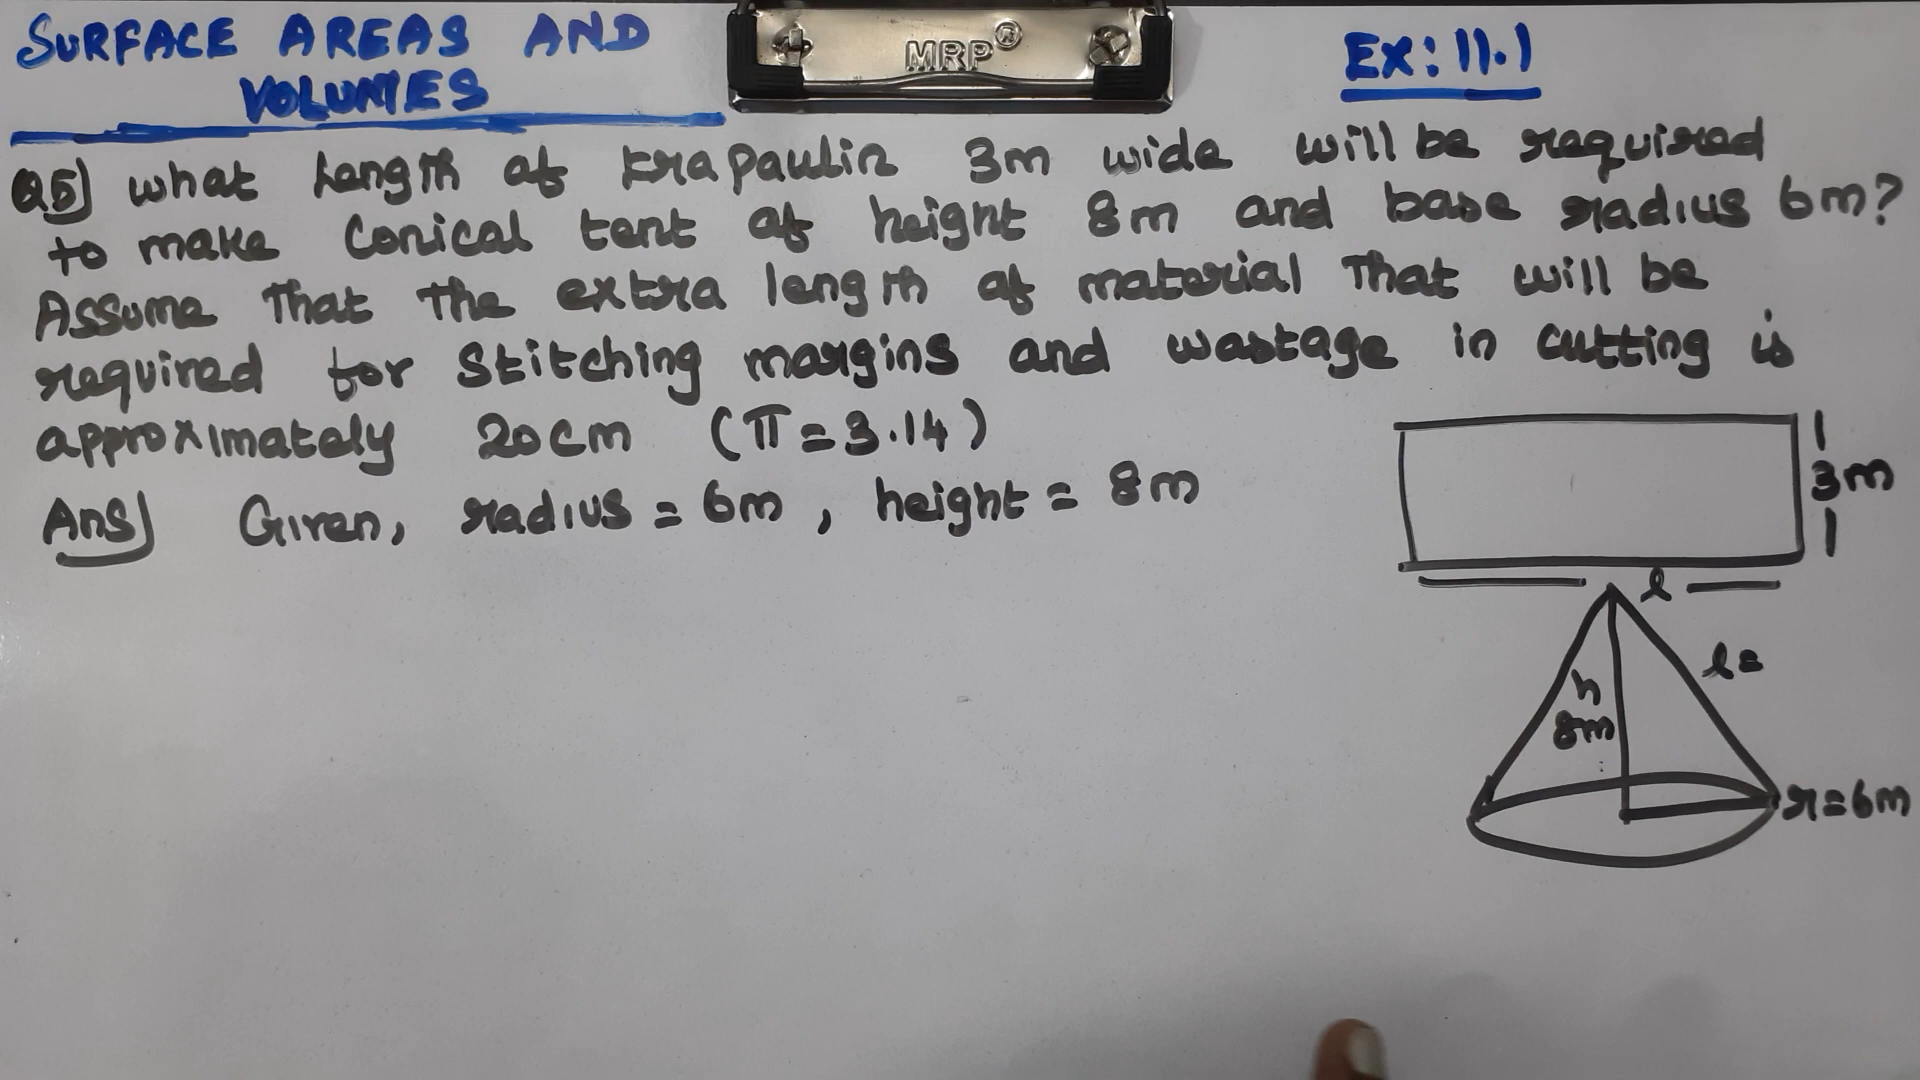 SURFACE AREAS AND
VOLUMES
MRP®
Ex: 11.1
Q5) what length of trapaulin 3m wide will be required
to make Conical tent of height 8m and base radius 6m?
Assume That The extra length of material That will be
required for Stitching margins and wastage in cutting is
approximately 20cm (π=3.14)
Ans) Given, radius = 6m, height = 8m
3m
l
l=
h
8m
r=6m